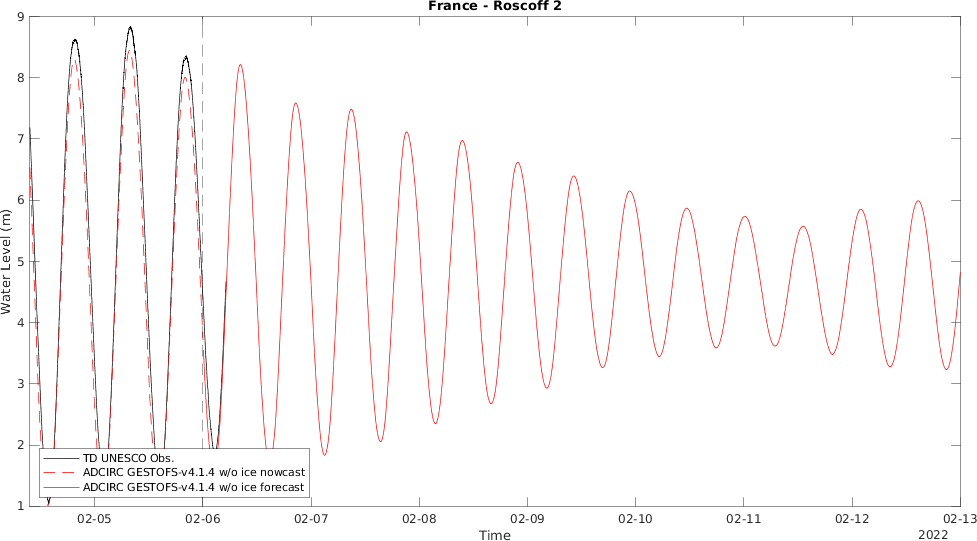 France - Roscoff 2
9
8
7
6
5
4
3
2
1
Water Level (m)
TD UNESCO Obs.
ADCIRC GESTOFS-v4.1.4 w/o ice nowcast
ADCIRC GESTOFS-v4.1.4 w/o ice forecast
02-05 02-06 02-07 02-08 02-09 02-10 02-11 02-12 02-13
Time
2022